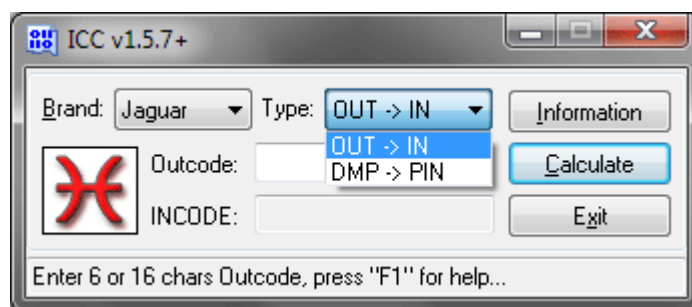 ICC v1.5.7+
Brand: Jaguar Type: OUT -> IN Information
OUT -> IN
DMP -> PIN
Outcode: Calculate
INCODE: Exit
Enter 6 or 16 chars Outcode, press "F1" for help...